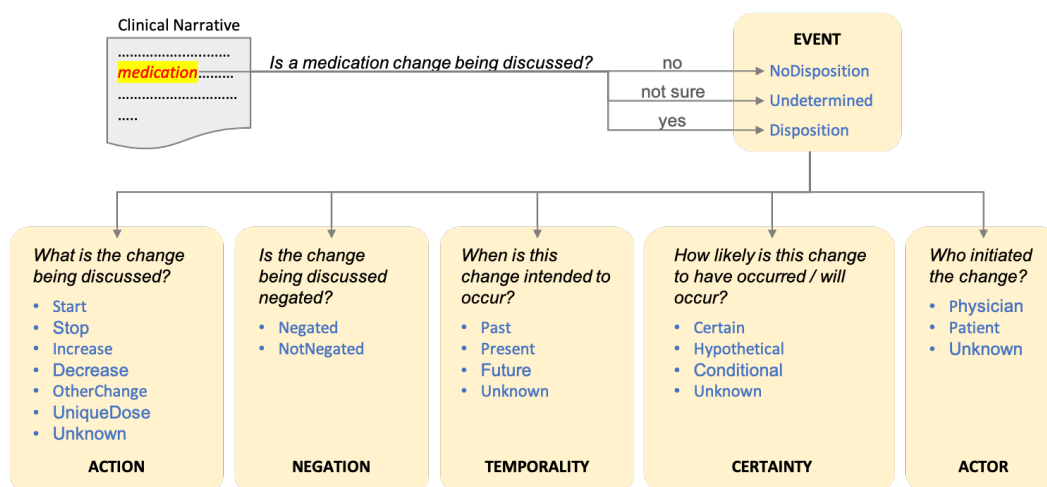 Clinical Narrative
............................
medication.........
..............................
.....
Is a medication change being discussed?
no
not sure
yes
EVENT
NoDisposition
Undetermined
Disposition
What is the change
being discussed?
• Start
• Stop
• Increase
• Decrease
• OtherChange
• UniqueDose
• Unknown
ACTION
Is the change
being discussed
negated?
• Negated
• NotNegated
NEGATION
When is this
change intended to
occur?
• Past
• Present
• Future
• Unknown
TEMPORALITY
How likely is this change
to have occurred / will
occur?
• Certain
• Hypothetical
• Conditional
• Unknown
CERTAINTY
Who initiated
the change?
• Physician
• Patient
• Unknown
ACTOR